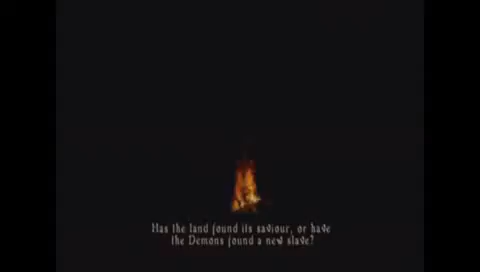 Has the land found its saviour, or have
the Demons found a new slave?